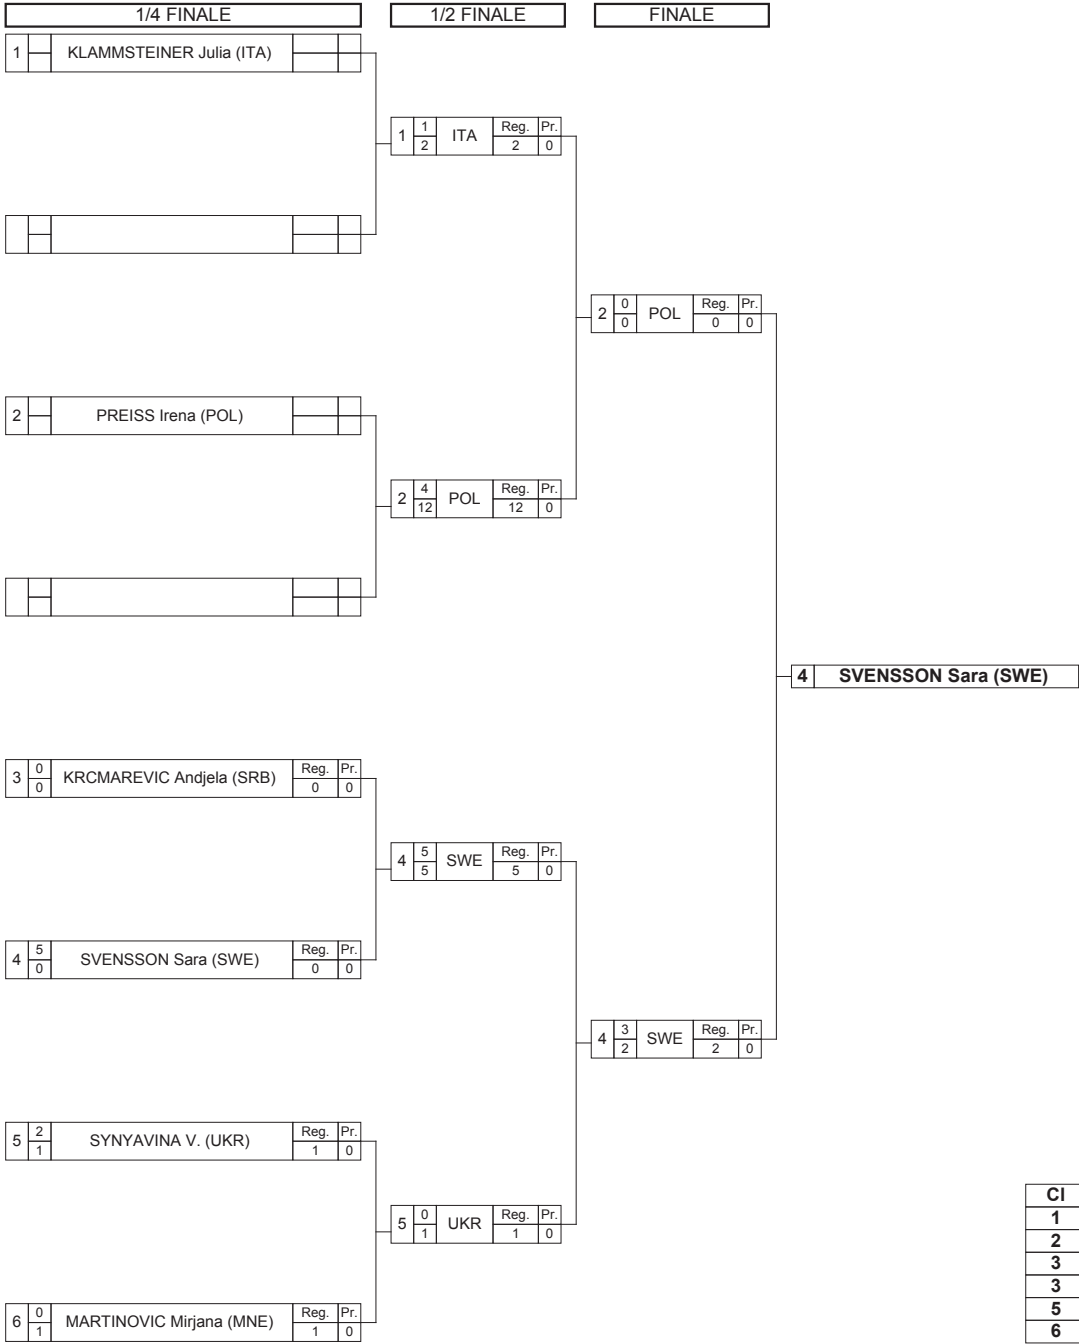 1/4 FINALE 1/2 FINALE FINALE
1 KLAMMSTEINER Julia (ITA)
1 1 ITA Reg. Pr.
2 2 0
2 0 POL Reg. Pr.
0 0 0
2 PREISS Irena (POL)
2 4 POL Reg. Pr.
12 12 0
4 SVENSSON Sara (SWE)
3 0 KRCMAREVIC Andjela (SRB) Reg. Pr.
0 0 0
4 5 SWE Reg. Pr.
5 5 0
4 5 SVENSSON Sara (SWE) Reg. Pr.
0 0 0
4 3 SWE Reg. Pr.
2 2 0
5 2 SYNYAVINA V. (UKR) Reg. Pr.
1 1 0
5 0 UKR Reg. Pr.
1 1 0
6 0 MARTINOVIC Mirjana (MNE) Reg. Pr.
1 1 0
Cl
1
2
3
3
5
6